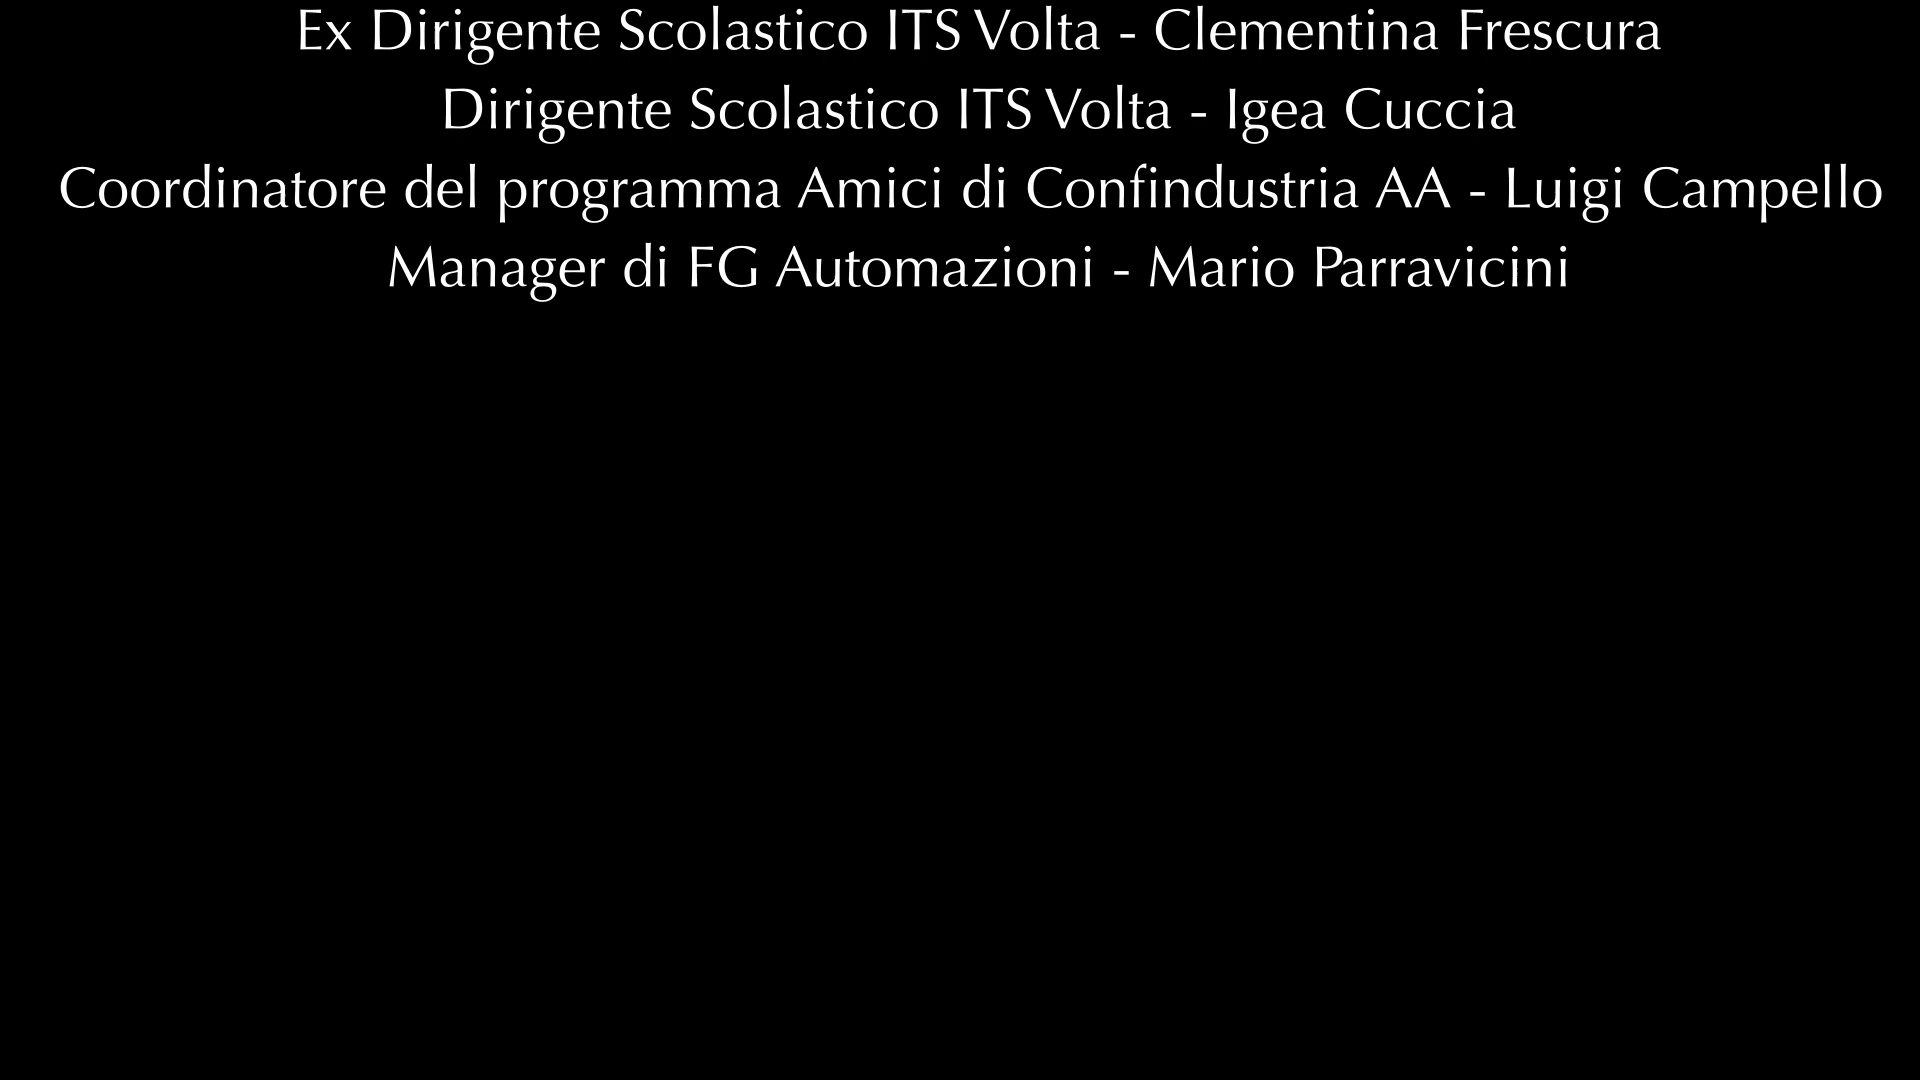 Ex Dirigente Scolastico ITS Volta - Clementina Frescura
Dirigente Scolastico ITS Volta - Igea Cuccia
Coordinatore del programma Amici di Confindustria AA - Luigi Campello
Manager di FG Automazioni - Mario Parravicini